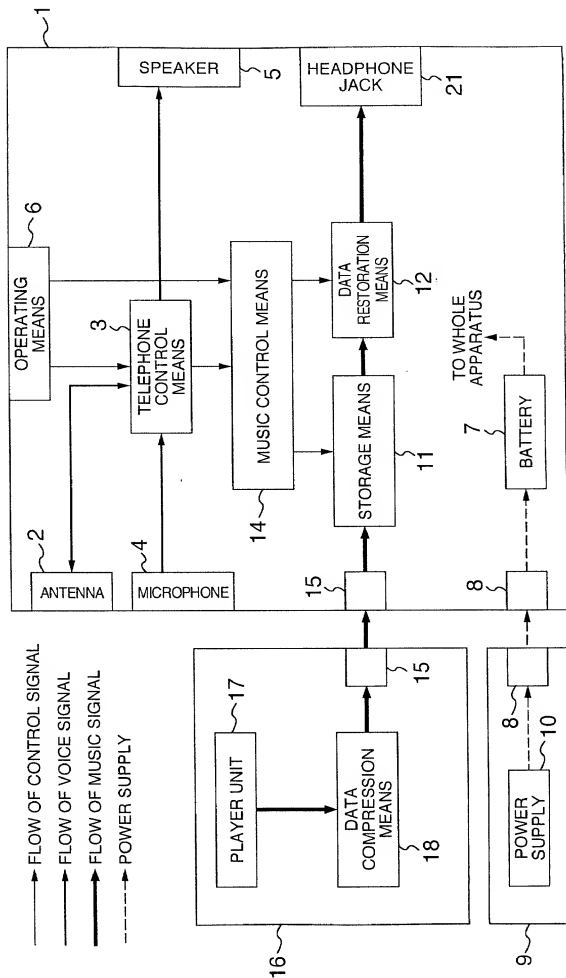 FLOW OF CONTROL SIGNAL
FLOW OF VOICE SIGNAL
FLOW OF MUSIC SIGNAL
POWER SUPPLY
1
2
ANTENNA
4
MICROPHONE
6
OPERATING
MEANS
3
TELEPHONE
CONTROL
MEANS
SPEAKER
5
MUSIC CONTROL MEANS
14
HEADPHONE
JACK
21
15
STORAGE MEANS
11
DATA
RESTORATION
MEANS
12
8
BATTERY
7
TO WHOLE
APPARATUS
16
PLAYER UNIT
17
DATA
COMPRESSION
MEANS
18
15
9
POWER
SUPPLY
10
8